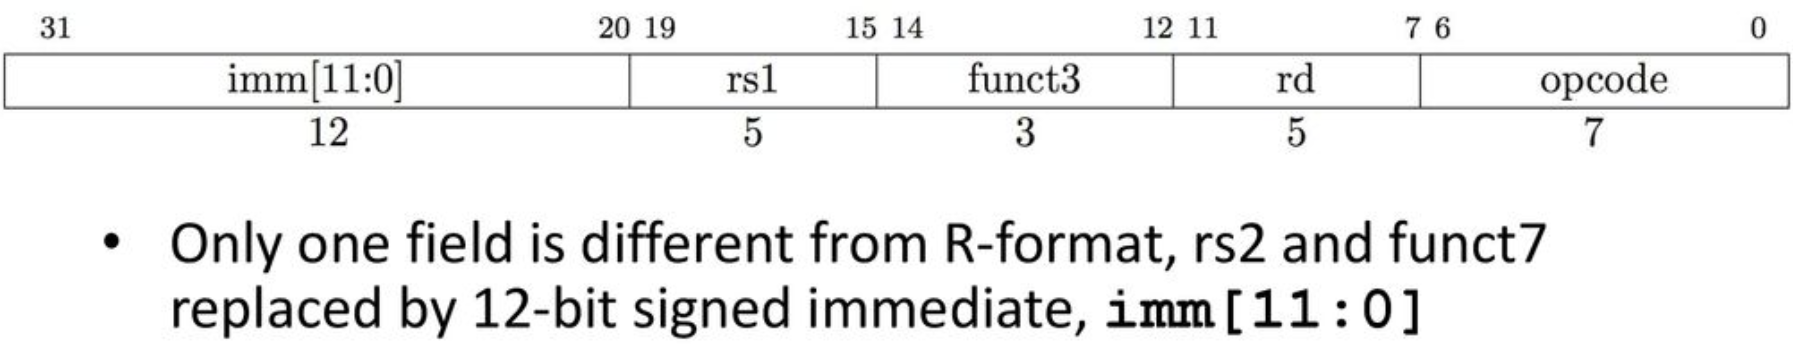 31 20 19 15 14 12 11 7 6 0
imm[11:0] rs1 funct3 rd opcode
12 5 3 5 7
• Only one field is different from R-format, rs2 and funct7
replaced by 12-bit signed immediate, imm[11:0]